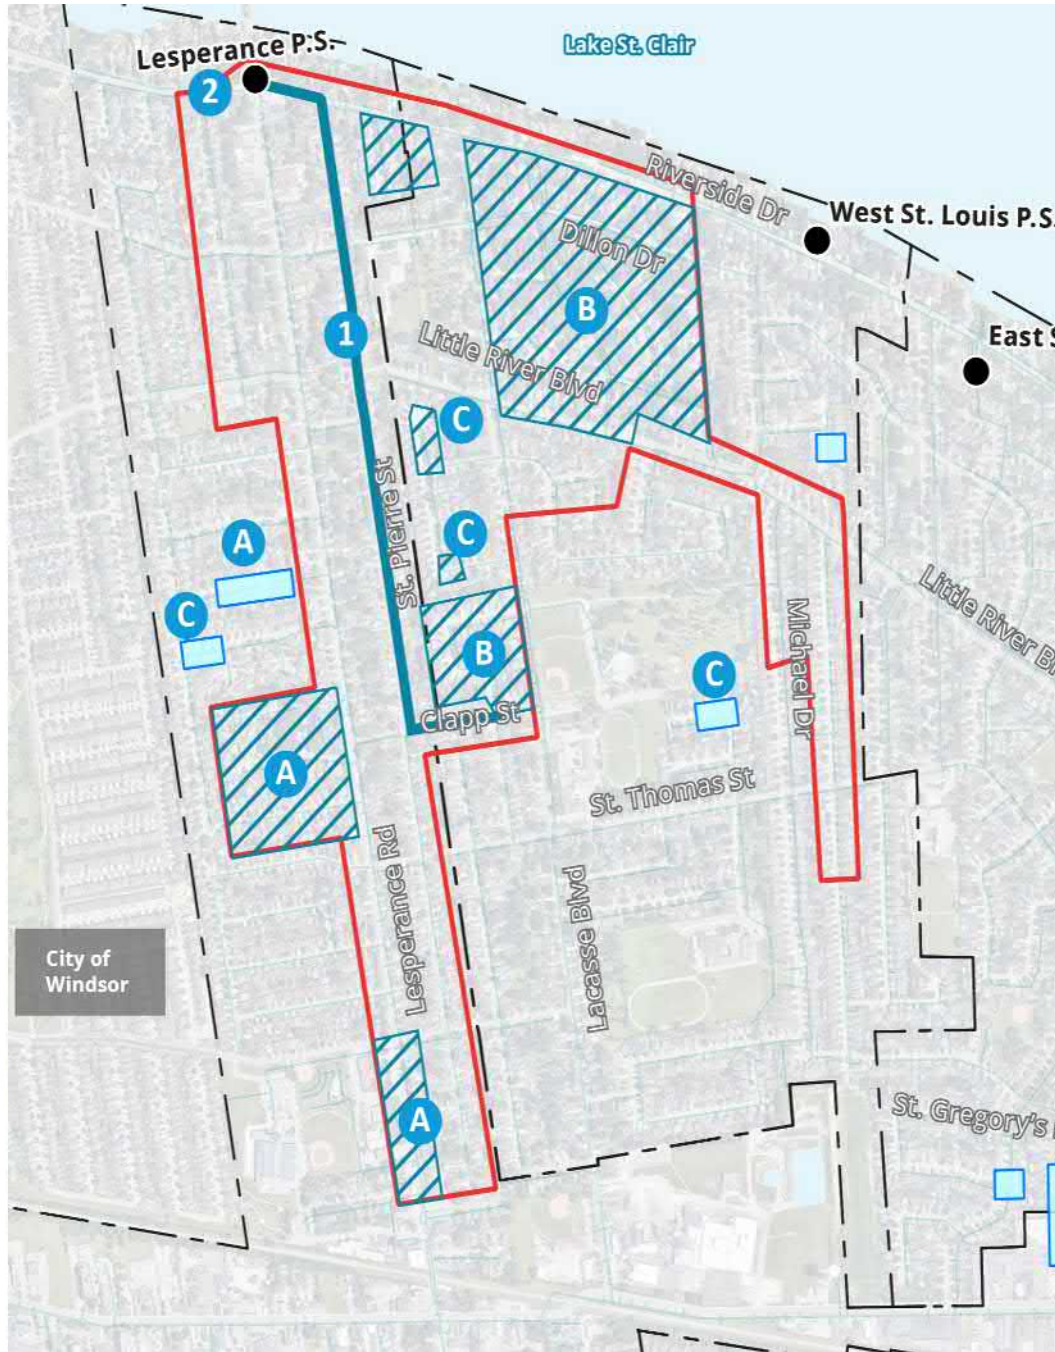 Lake St. Clair
Lesperance P.S.
2
Riverside Dr
West St. Louis P.S.
Dillon Dr
B
1
East S
Little River Blvd
C
St. Pierre St
C
A
C
Little River B
Michael Dr
B
C
Clapp St
A
St. Thomas St
Lesperance Rd
Lacasse Blvd
City of
Windsor
A
St. Gregory's